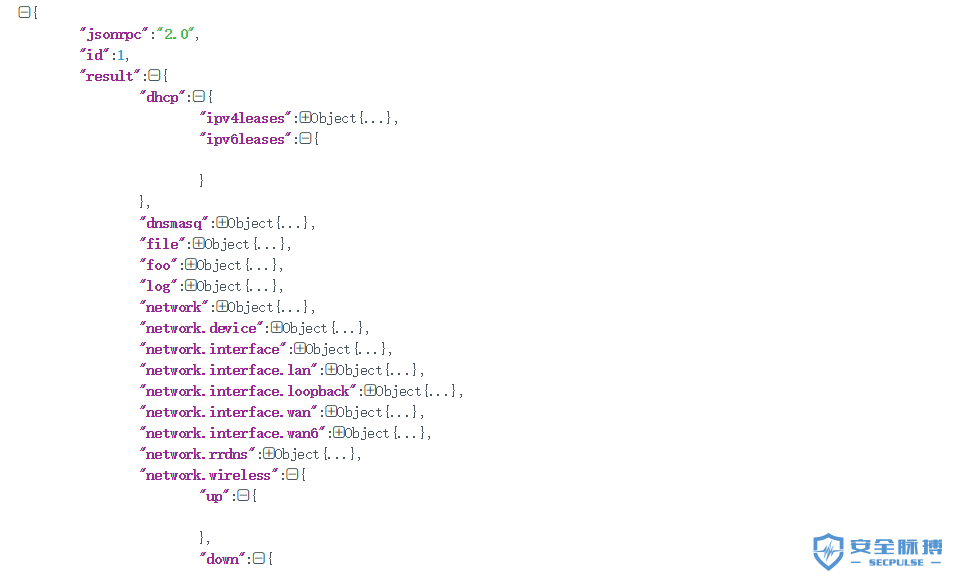 {
"jsonrpc":"2.0",
"id":1,
"result":{
"dhcp":{
"ipv4leases":Object{...},
"ipv6leases":{
}
},
"dnsmasq":Object{...},
"file":Object{...},
"foo":Object{...},
"log":Object{...},
"network":Object{...},
"network.device":Object{...},
"network.interface":Object{...},
"network.interface.lan":Object{...},
"network.interface.loopback":Object{...},
"network.interface.wan":Object{...},
"network.interface.wan6":Object{...},
"network.rrdns":Object{...},
"network.wireless":{
"up":{
},
"down":{
安全脉搏
SECPULSE